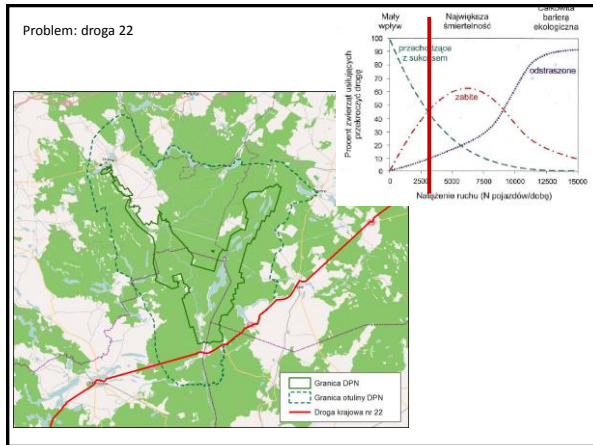 Problem: droga 22
Mały
wpływ
Największa
śmiertelność
Całkowita
bariera
ekologiczna
Procent zwierząt usiłujących
przekroczyć drogę
100
90
80
70
60
50
40
30
20
10
0
przechodzące
z sukcesem
zabite
odstraszone
0
2500
5000
7500
10000
12500
15000
Natężenie ruchu (N pojazdów/dobę)
Granica DPN
Granica otuliny DPN
Droga krajowa nr 22